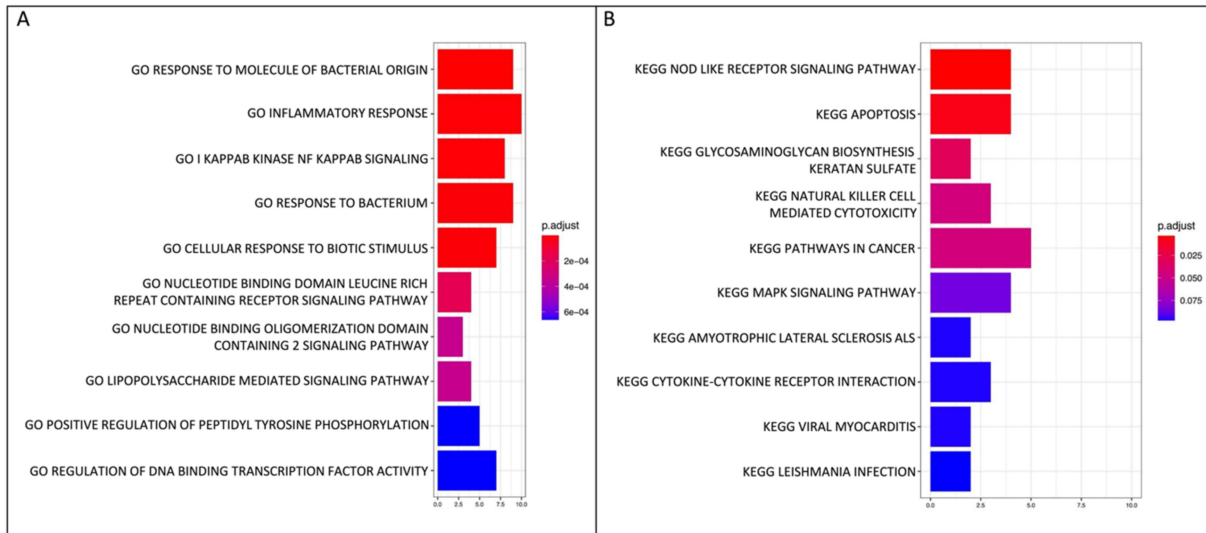 A
GO RESPONSE TO MOLECULE OF BACTERIAL ORIGIN
GO INFLAMMATORY RESPONSE
GO I KAPPAB KINASE NF KAPPAB SIGNALING
GO RESPONSE TO BACTERIUM
GO CELLULAR RESPONSE TO BIOTIC STIMULUS
GO NUCLEOTIDE BINDING DOMAIN LEUCINE RICH
REPEAT CONTAINING RECEPTOR SIGNALING PATHWAY
GO NUCLEOTIDE BINDING OLIGOMERIZATION DOMAIN
CONTAINING 2 SIGNALING PATHWAY
GO LIPOPOLYSACCHARIDE MEDIATED SIGNALING PATHWAY
GO POSITIVE REGULATION OF PEPTIDYL TYROSINE PHOSPHORYLATION
GO REGULATION OF DNA BINDING TRANSCRIPTION FACTOR ACTIVITY
0.0 2.5 5.0 7.5 10.0
p.adjust
2e−04
4e−04
6e−04
B
KEGG NOD LIKE RECEPTOR SIGNALING PATHWAY
KEGG APOPTOSIS
KEGG GLYCOSAMINOGLYCAN BIOSYNTHESIS
KERATAN SULFATE
KEGG NATURAL KILLER CELL
MEDIATED CYTOTOXICITY
KEGG PATHWAYS IN CANCER
KEGG MAPK SIGNALING PATHWAY
KEGG AMYOTROPHIC LATERAL SCLEROSIS ALS
KEGG CYTOKINE-CYTOKINE RECEPTOR INTERACTION
KEGG VIRAL MYOCARDITIS
KEGG LEISHMANIA INFECTION
0.0 2.5 5.0 7.5 10.0
p.adjust
0.025
0.050
0.075